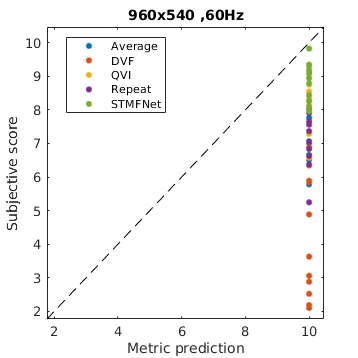 960x540 ,60Hz
Average
DVF
QVI
Repeat
STMFNet
10
9
8
7
6
5
4
3
2
Subjective score
2 4 6 8 10
Metric prediction